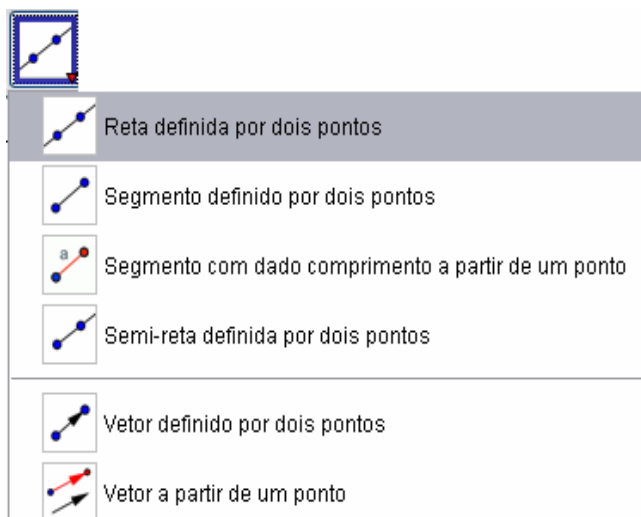 Reta definida por dois pontos
Segmento definido por dois pontos
a
Segmento com dado comprimento a partir de um ponto
Semi-reta definida por dois pontos
Vetor definido por dois pontos
Vetor a partir de um ponto